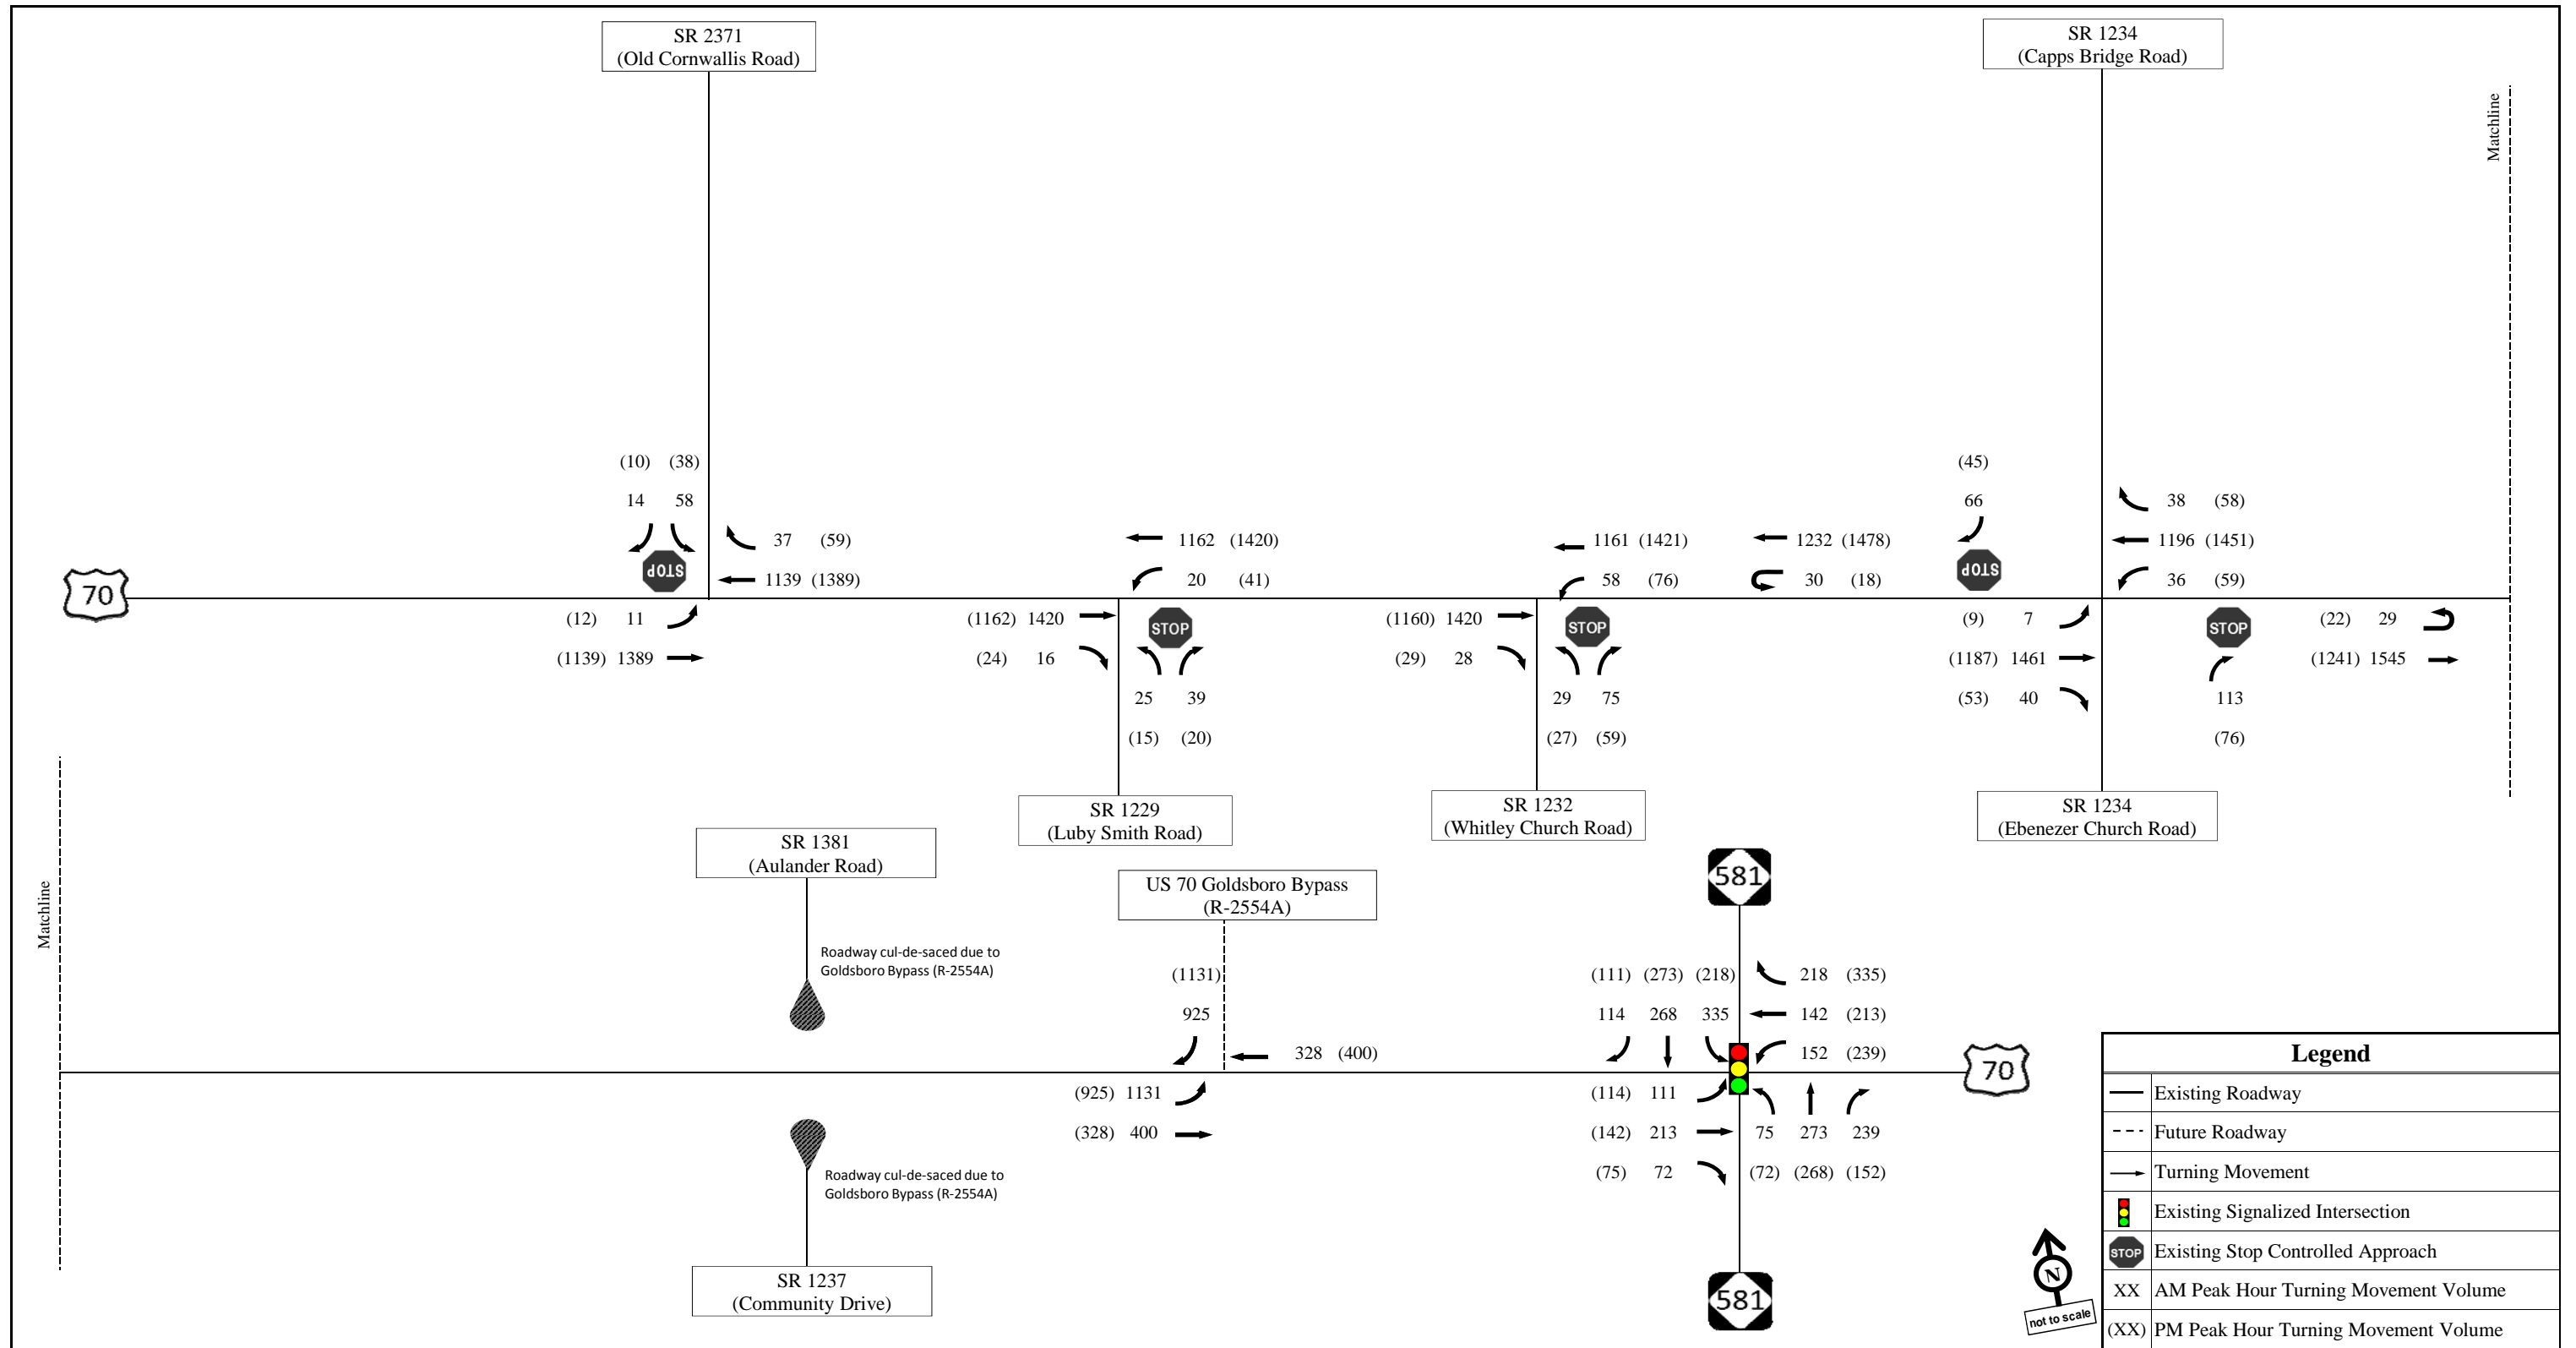 SR 2371
(Old Cornwallis Road)
SR 1234
(Capps Bridge Road)
Matchline
(10) (38)
14 58
STOP
37 (59)
1139 (1389)
70
(12) 11
(1139) 1389
1162 (1420)
20 (41)
(1162) 1420
(24) 16
STOP
25 39
(15) (20)
1161 (1421)
58 (76)
1232 (1478)
30 (18)
(1160) 1420
(29) 28
STOP
29 75
(27) (59)
(45)
66
STOP
38 (58)
1196 (1451)
36 (59)
(9) 7
(1187) 1461
(53) 40
STOP
113
(76)
(22) 29
(1241) 1545
SR 1229
(Luby Smith Road)
SR 1232
(Whitley Church Road)
SR 1234
(Ebenezer Church Road)
Matchline
SR 1381
(Aulander Road)
Roadway cul-de-saced due to
Goldsboro Bypass (R-2554A)
US 70 Goldsboro Bypass
(R-2554A)
(1131)
925
328 (400)
(925) 1131
(328) 400
Roadway cul-de-saced due to
Goldsboro Bypass (R-2554A)
SR 1237
(Community Drive)
581
(111) (273) (218)
114 268 335
218 (335)
142 (213)
152 (239)
70
(114) 111
(142) 213
(75) 72
75 273 239
(72) (268) (152)
581
N
not to scale
Legend
Existing Roadway
Future Roadway
Turning Movement
Existing Signalized Intersection
STOP Existing Stop Controlled Approach
XX AM Peak Hour Turning Movement Volume
(XX) PM Peak Hour Turning Movement Volume